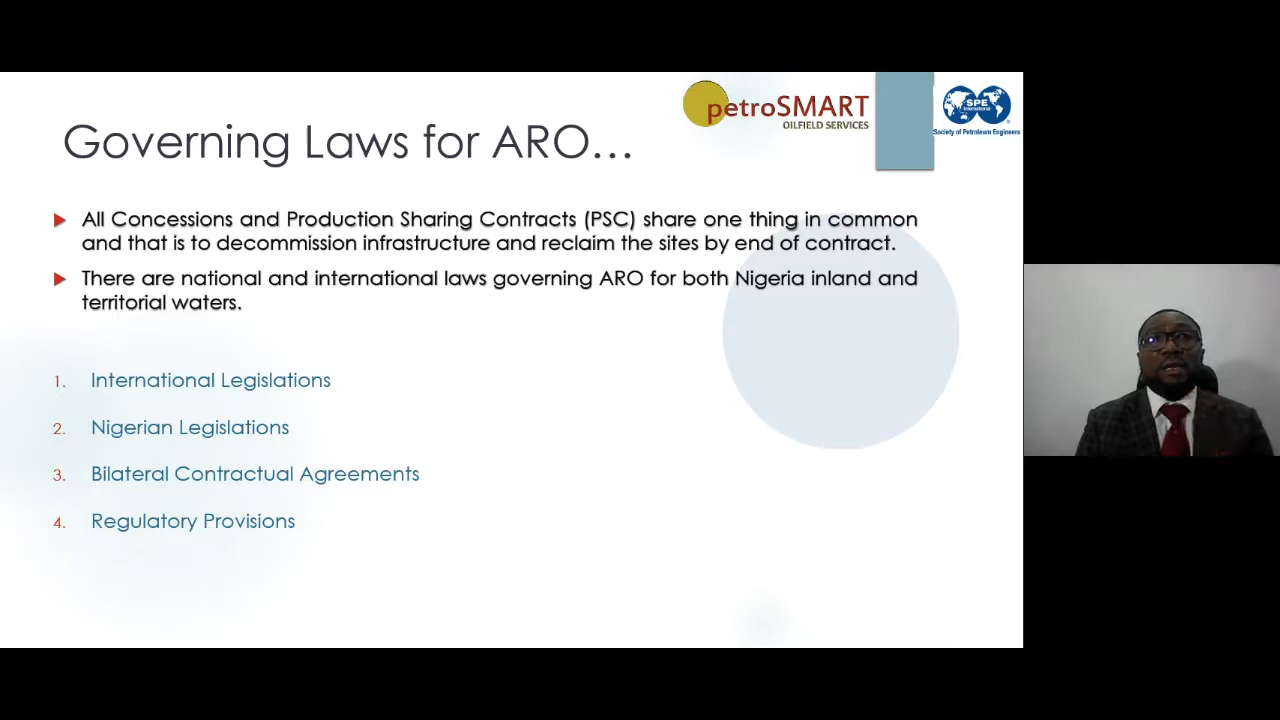 petroSMART
OILFIELD SERVICES
SPE
International
Society of Petroleum Engineers
Governing Laws for ARO…
All Concessions and Production Sharing Contracts (PSC) share one thing in common
and that is to decommission infrastructure and reclaim the sites by end of contract.
There are national and international laws governing ARO for both Nigeria inland and
territorial waters.
1. International Legislations
2. Nigerian Legislations
3. Bilateral Contractual Agreements
4. Regulatory Provisions